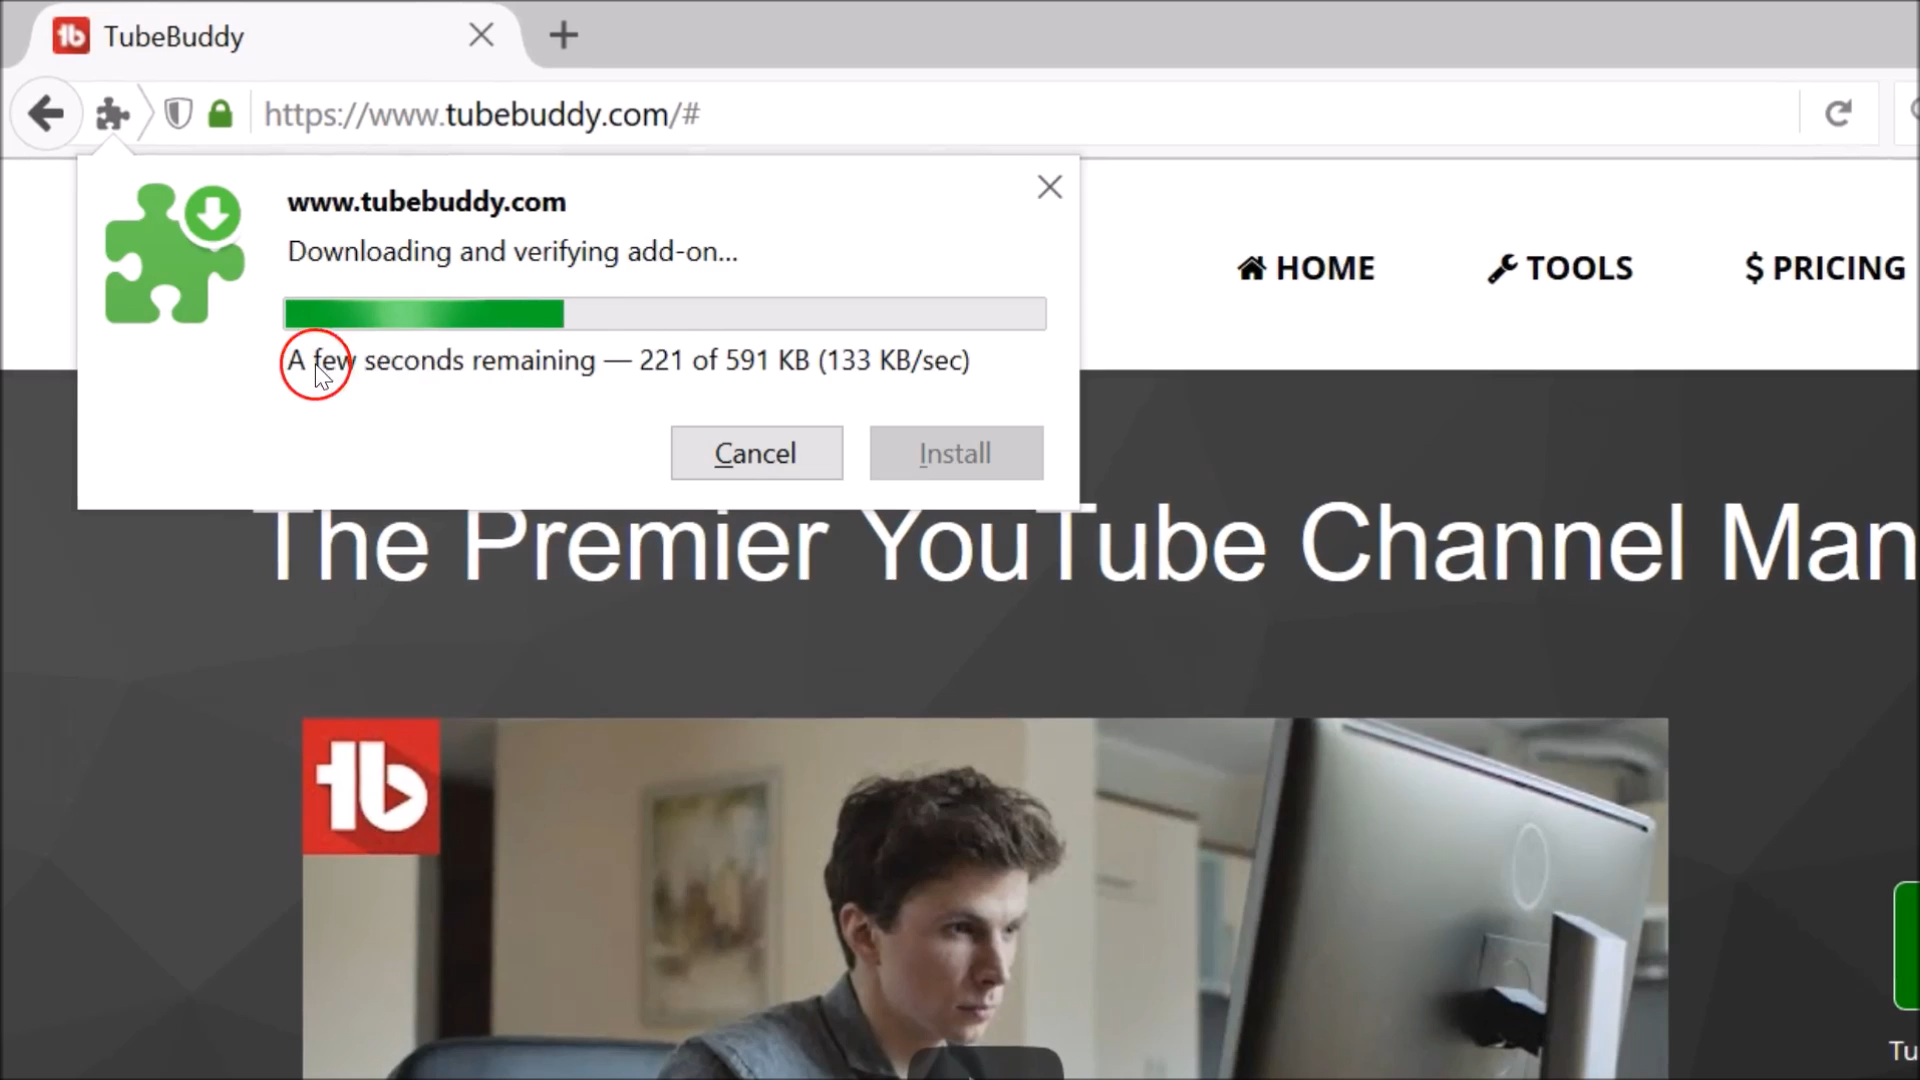 TubeBuddy
https://www.tubebuddy.com/#
www.tubebuddy.com
Downloading and verifying add-on...
A few seconds remaining — 221 of 591 KB (133 KB/sec)
Cancel
Install
HOME
TOOLS
$ PRICING
The Premier YouTube Channel Man
tb
Tu